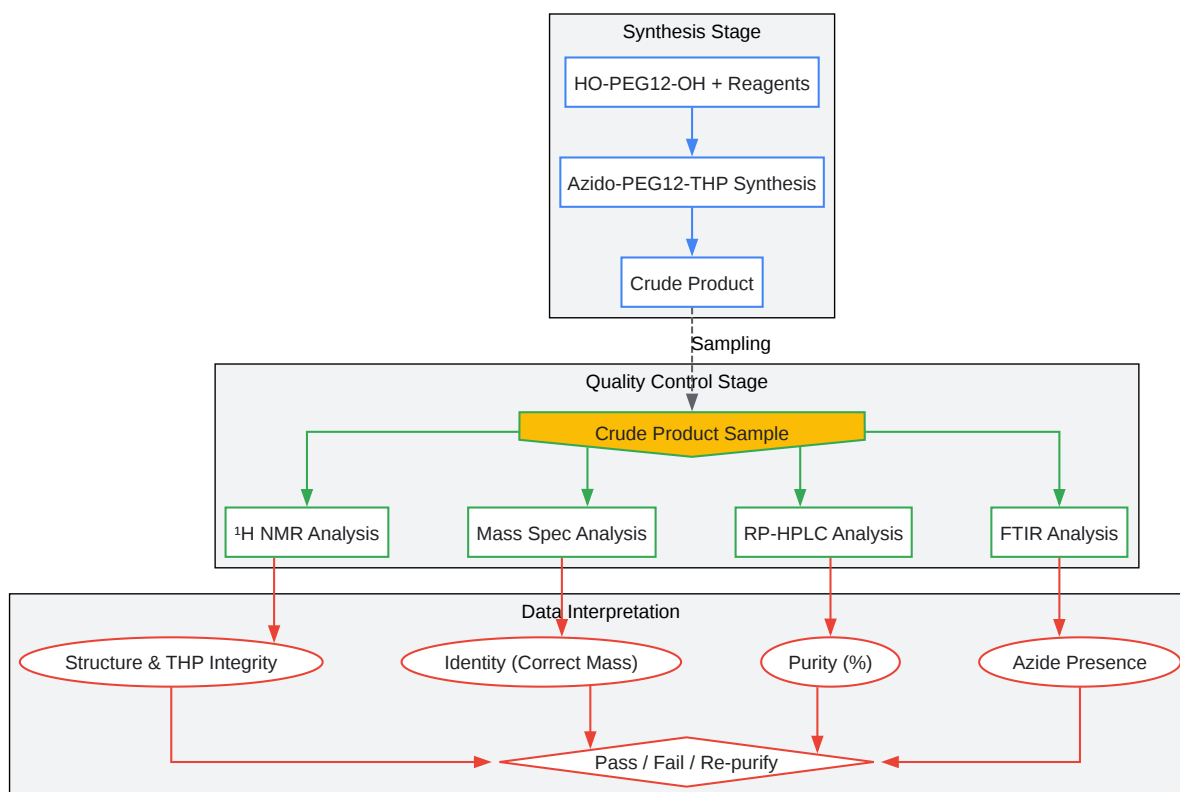 Synthesis Stage
HO-PEG12-OH + Reagents
Azido-PEG12-THP Synthesis
Crude Product
Sampling
Quality Control Stage
Crude Product Sample
¹H NMR Analysis
Mass Spec Analysis
RP-HPLC Analysis
FTIR Analysis
Data Interpretation
Structure & THP Integrity
Identity (Correct Mass)
Purity (%)
Azide Presence
Pass / Fail / Re-purify